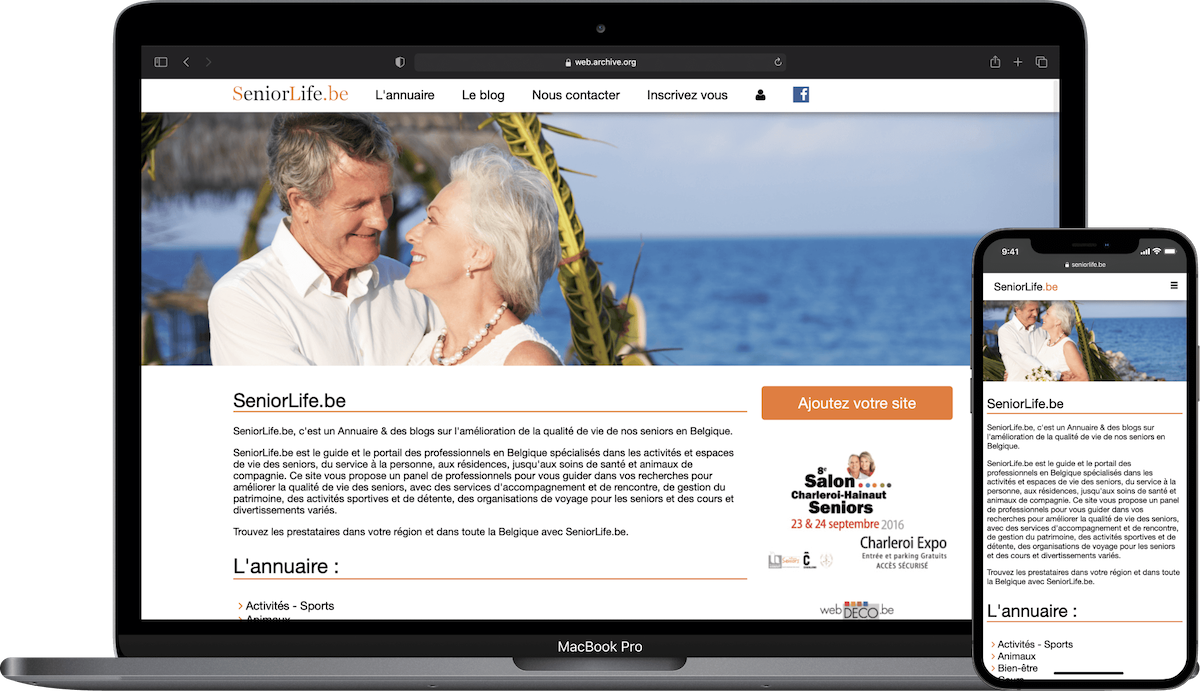 web.archive.org
SeniorLife.be
L'annuaire
Le blog
Nous contacter
Inscrivez vous
SeniorLife.be
SeniorLife.be, c'est un Annuaire & des blogs sur l'amélioration de la qualité de vie de nos seniors en Belgique.
SeniorLife.be est le guide et le portail des professionnels en Belgique spécialisés dans les activités et espaces
de vie des seniors, du service à la personne, aux résidences, jusqu'aux soins de santé et animaux de
compagnie. Ce site vous propose un panel de professionnels pour vous guider dans vos recherches pour
améliorer la qualité de vie des seniors, avec des services d'accompagnement et de rencontre, de gestion du
patrimoine, des activités sportives et de détente, des organisations de voyage pour les seniors et des cours et
divertissements variés.
Trouvez les prestataires dans votre région et dans toute la Belgique avec SeniorLife.be.
L'annuaire :
Activités - Sports
Animaux
Ajoutez votre site
8e
Salon
Charleroi-Hainaut
Seniors
23 & 24 septembre 2016
Charleroi Expo
Entrée et parking Gratuits
ACCÈS SÉCURISÉ
webDECO.be
MacBook Pro
9:41
seniorlife.be
SeniorLife.be
SeniorLife.be
SeniorLife.be, c'est un Annuaire & des blogs sur
l'amélioration de la qualité de vie de nos seniors en
Belgique.
SeniorLife.be est le guide et le portail des
professionnels en Belgique spécialisés dans les
activités et espaces de vie des seniors, du service à la
personne, aux résidences, jusqu'aux soins de santé et
animaux de compagnie. Ce site vous propose un panel
de professionnels pour vous guider dans vos
recherches pour améliorer la qualité de vie des seniors,
avec des services d'accompagnement et de rencontre,
de gestion du patrimoine, des activités sportives et de
détente, des organisations de voyage pour les seniors
et des cours et divertissements variés.
Trouvez les prestataires dans votre région et dans toute
la Belgique avec SeniorLife.be.
L'annuaire :
Activités - Sports
Animaux
Bien-être
Cours